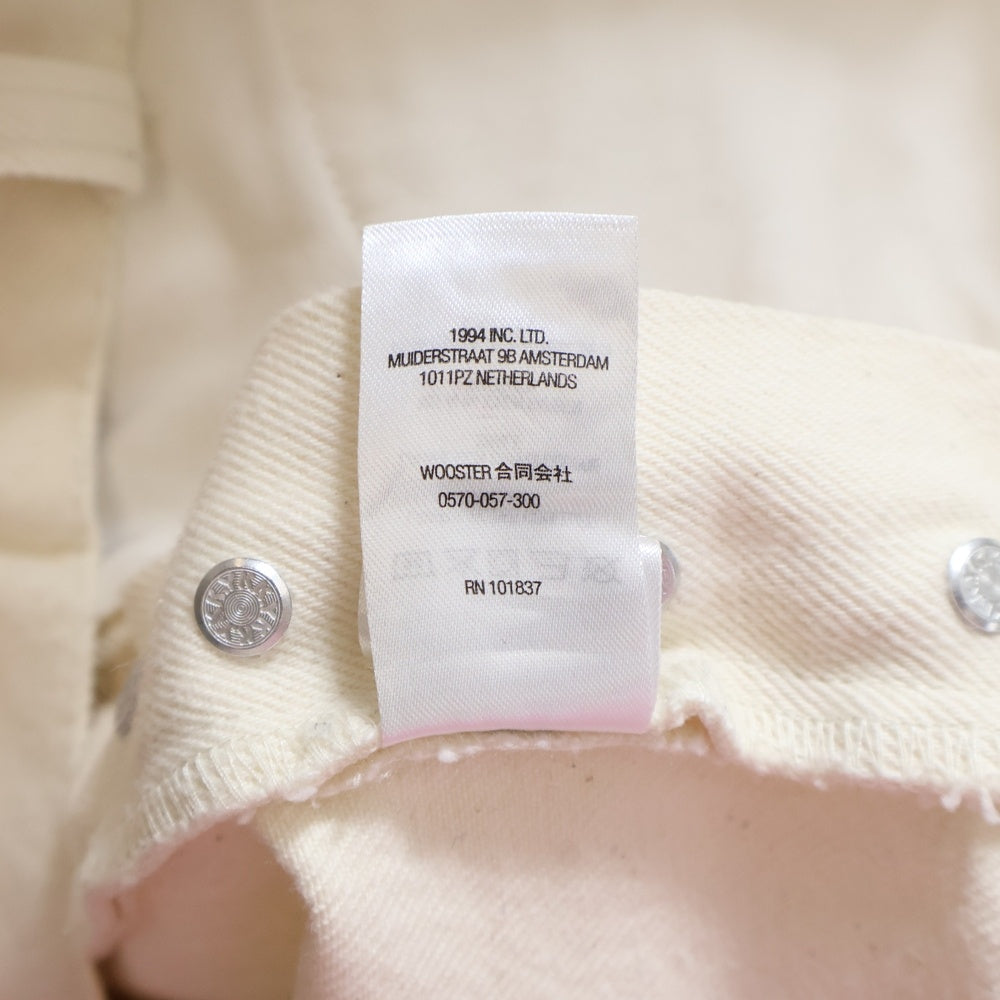 1994 INC. LTD.
MUIDERSTRAAT 9B AMSTERDAM
1011PZ NETHERLANDS
WOOSTER 合同会社
0570-057-300
RN 101837